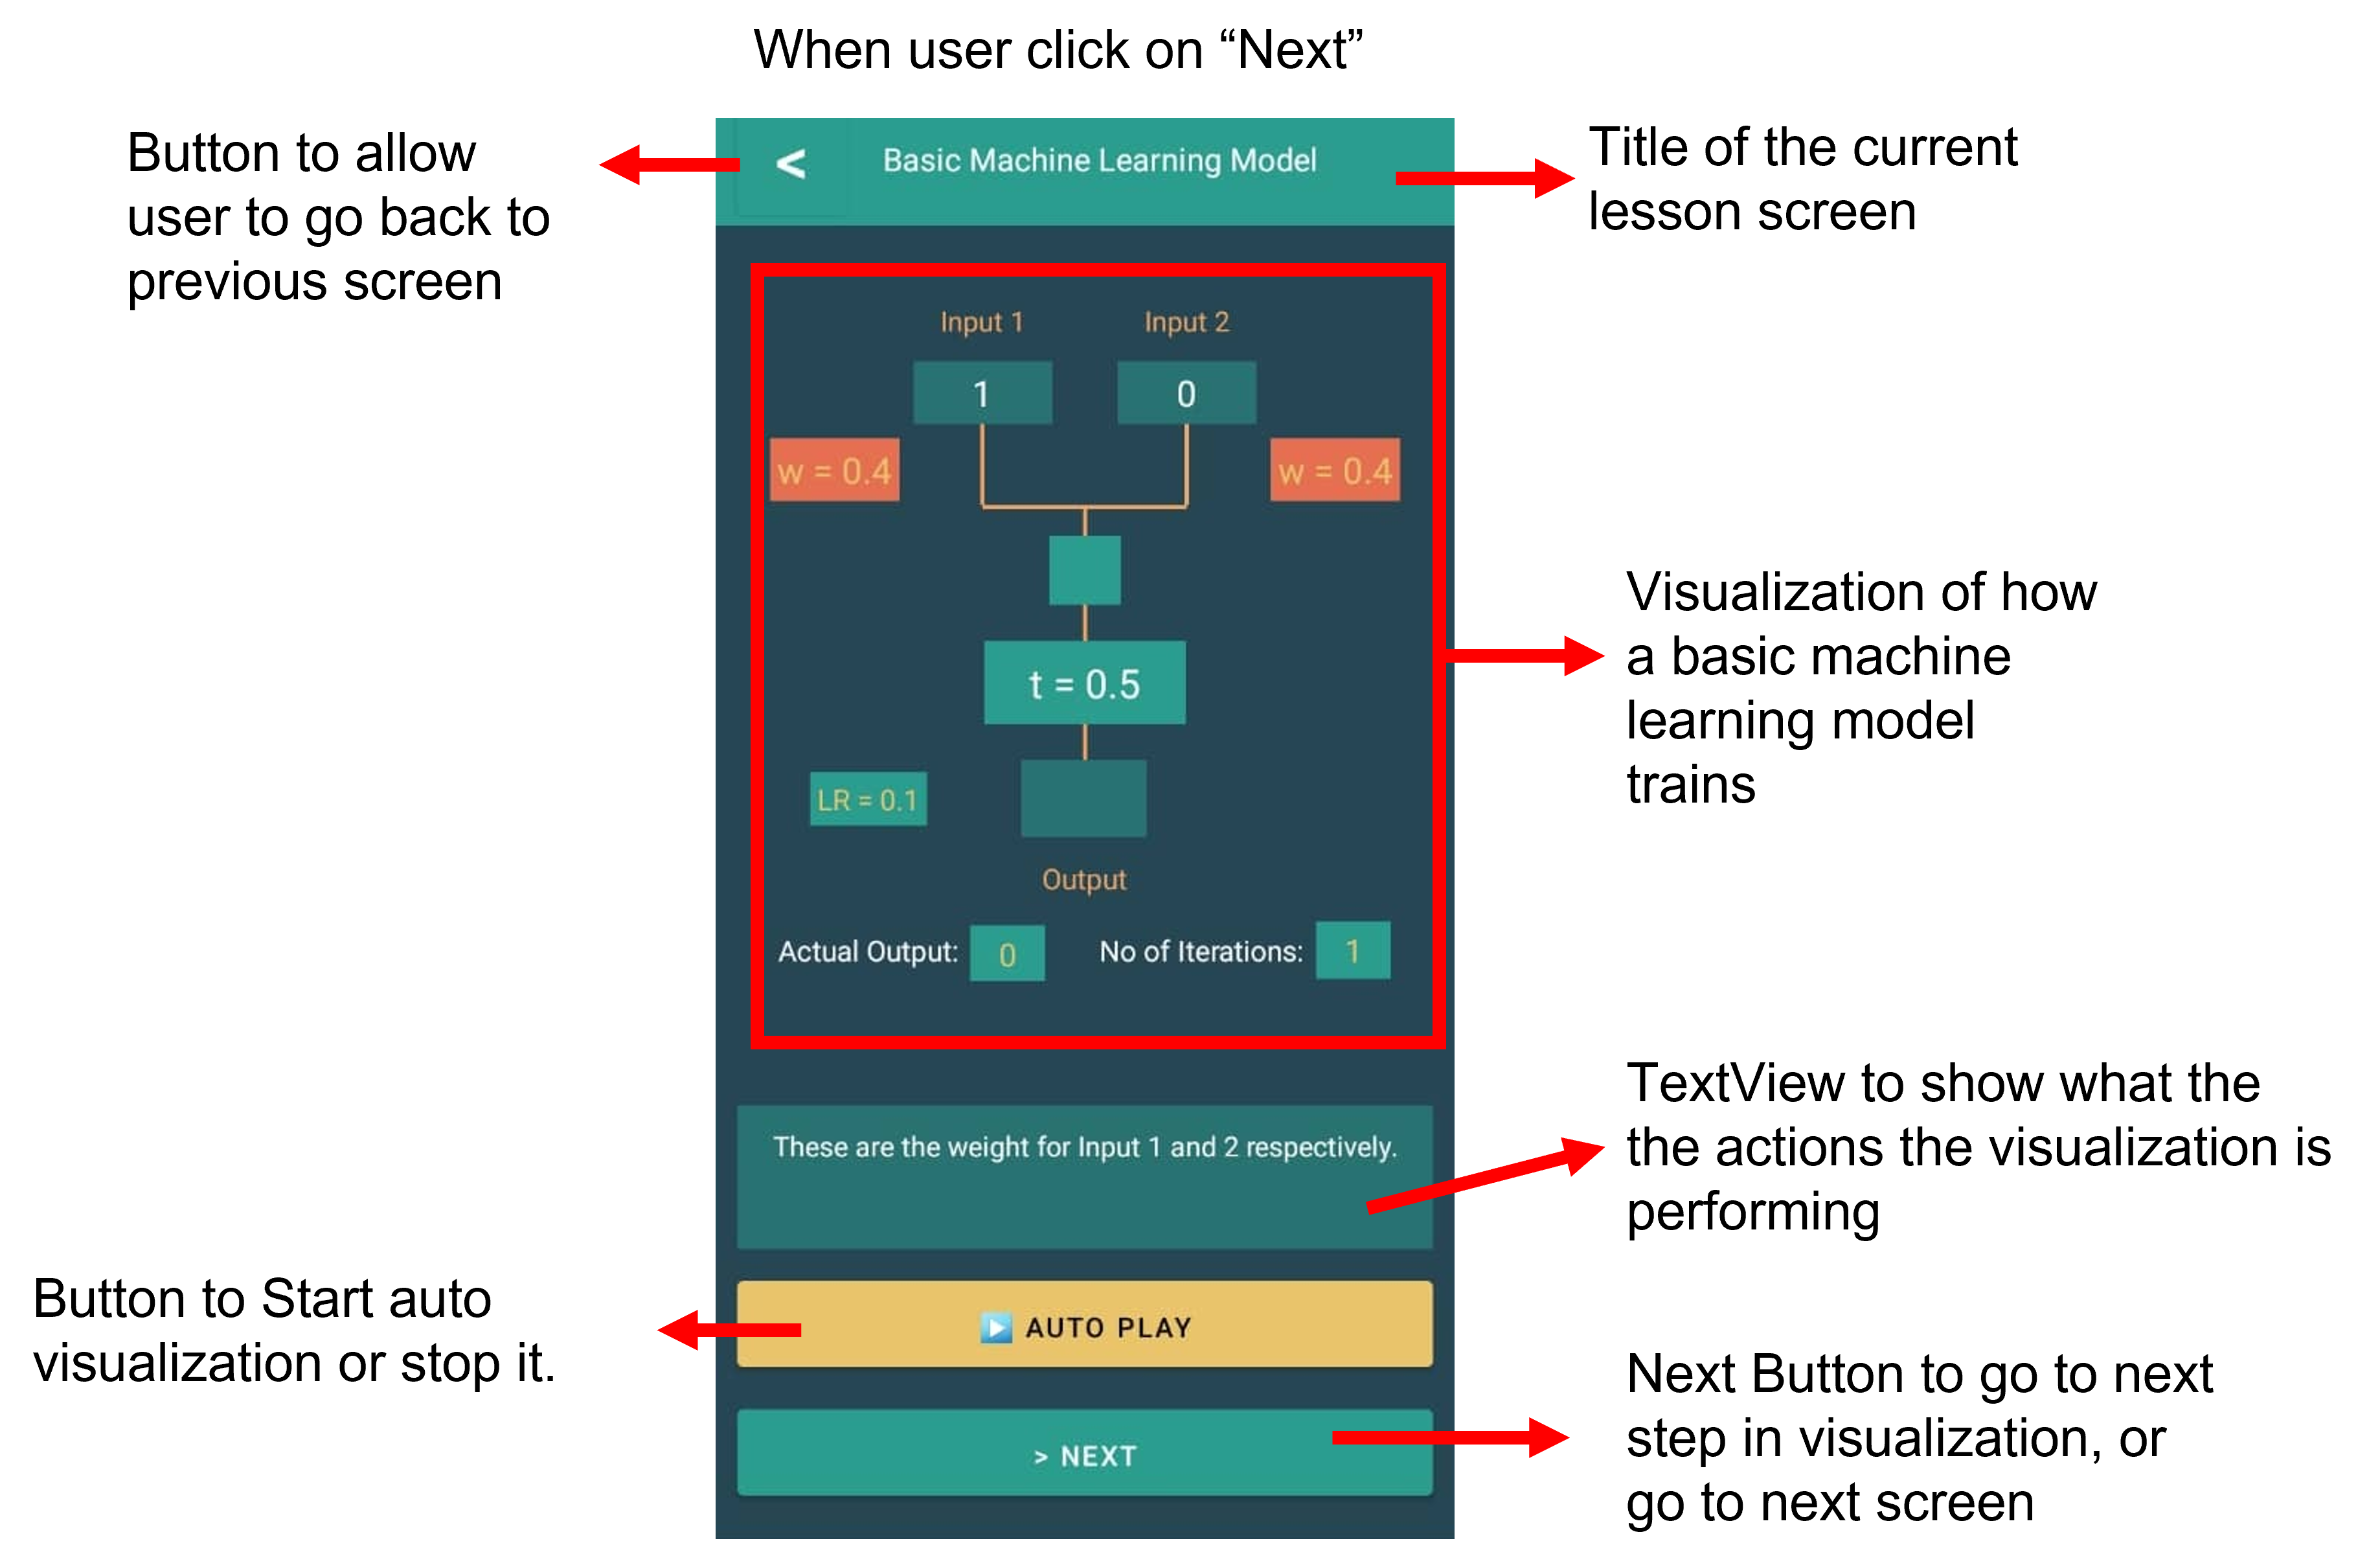 When user click on “Next”
Button to allow
user to go back to
previous screen
<
Basic Machine Learning Model
Title of the current
lesson screen
Input 1
Input 2
1
0
w = 0.4
w = 0.4
t = 0.5
LR = 0.1
Output
Actual Output:
0
No of Iterations:
1
Visualization of how
a basic machine
learning model
trains
These are the weight for Input 1 and 2 respectively.
TextView to show what the
the actions the visualization is
performing
Button to Start auto
visualization or stop it.
AUTO PLAY
> NEXT
Next Button to go to next
step in visualization, or
go to next screen